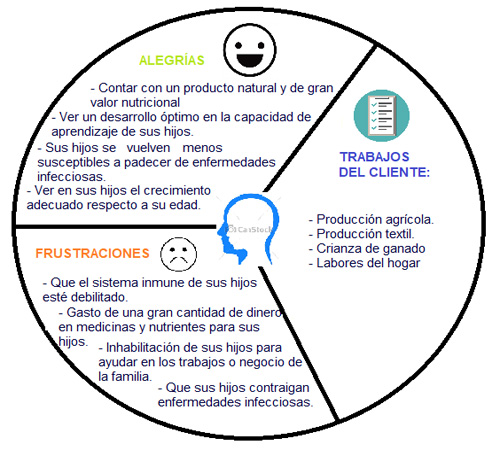 ALEGRÍAS
- Contar con un producto natural y de gran
valor nutricional
- Ver un desarrollo óptimo en la capacidad de
aprendizaje de sus hijos.
- Sus hijos se vuelven menos
susceptibles a padecer de enfermedades
infecciosas.
- Ver en sus hijos el crecimiento
adecuado respecto a su edad.
TRABAJOS
DEL CLIENTE:
- Producción agrícola.
- Producción textil.
- Crianza de ganado
- Labores del hogar
CanStock
FRUSTRACIONES
- Que el sistema inmune de sus hijos
esté debilitado.
- Gasto de una gran cantidad de dinero
en medicinas y nutrientes para sus
hijos.
- Inhabilitación de sus hijos para
ayudar en los trabajos o negocio de
la familia.
- Que sus hijos contraigan
enfermedades infecciosas.